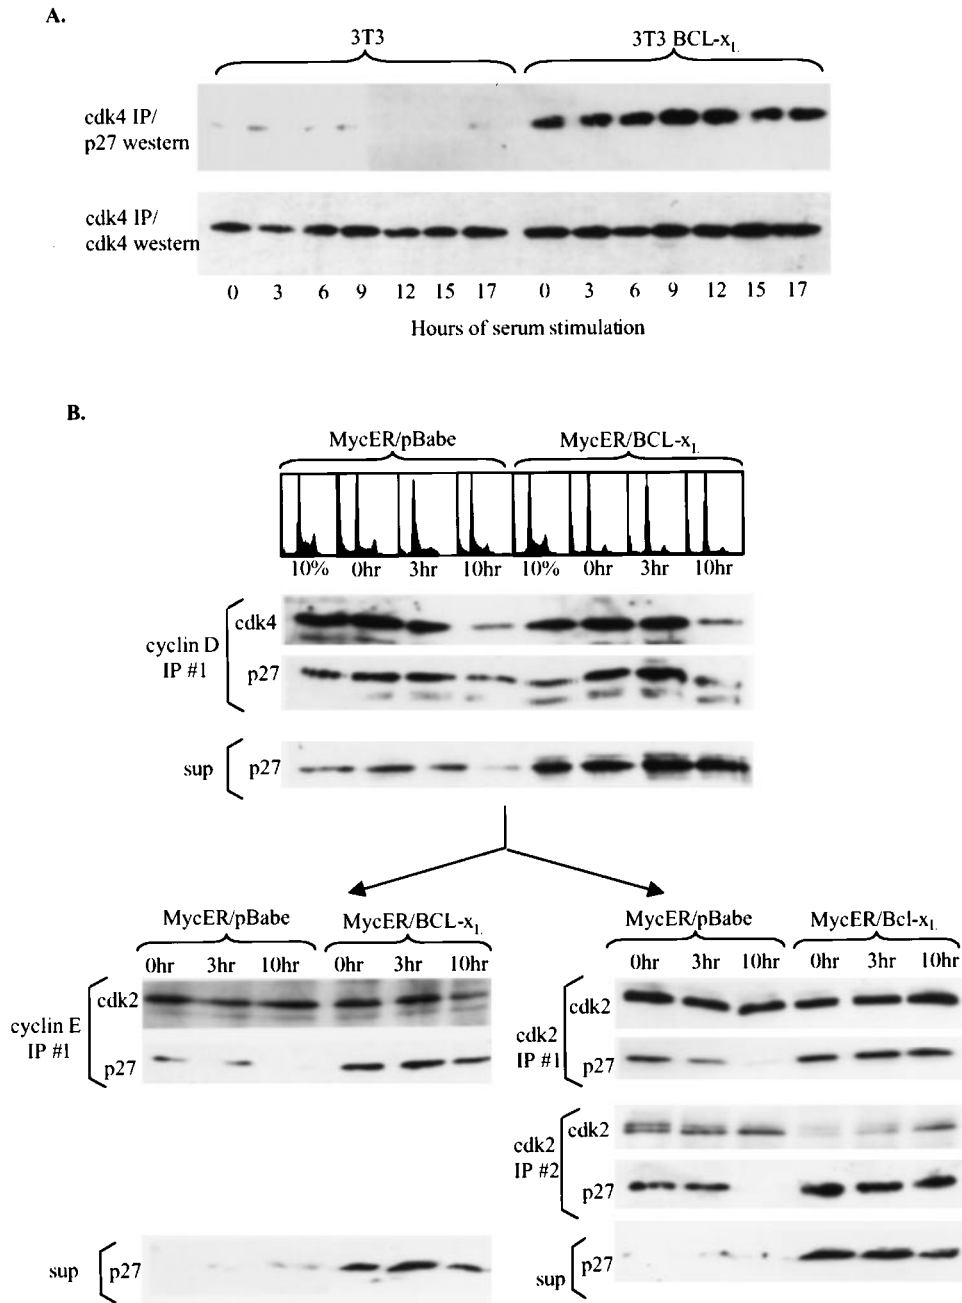 A.
3T3
3T3 BCL-xL
cdk4 IP/
p27 western
cdk4 IP/
cdk4 western
0 3 6 9 12 15 17 0 3 6 9 12 15 17
Hours of serum stimulation
B.
MycER/pBabe MycER/BCL-xL
10% 0hr 3hr 10hr 10% 0hr 3hr 10hr
cyclin D
IP #1
cdk4
p27
sup
p27
MycER/pBabe MycER/BCL-xL
0hr 3hr 10hr 0hr 3hr 10hr
cyclin E
IP #1
cdk2
p27
sup
p27
MycER/pBabe MycER/Bcl-xL
0hr 3hr 10hr 0hr 3hr 10hr
cdk2
IP #1
cdk2
p27
cdk2
IP #2
cdk2
p27
sup
p27